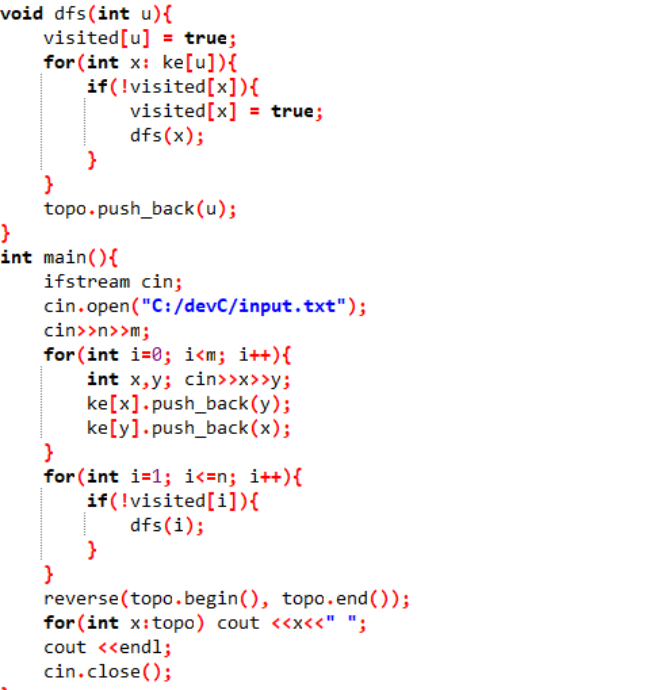 void dfs(int u){
    visited[u] = true;
    for(int x: ke[u]){
        if(!visited[x]){
            visited[x] = true;
            dfs(x);
        }
    }
    topo.push_back(u);
}
int main(){
    ifstream cin;
    cin.open("C:/devC/input.txt");
    cin>>n>>m;
    for(int i=0; i<m; i++){
        int x,y; cin>>x>>y;
        ke[x].push_back(y);
        ke[y].push_back(x);
    }
    for(int i=1; i<=n; i++){
        if(!visited[i]){
            dfs(i);
        }
    }
    reverse(topo.begin(), topo.end());
    for(int x:topo) cout <<x<<" ";
    cout <<endl;
    cin.close();